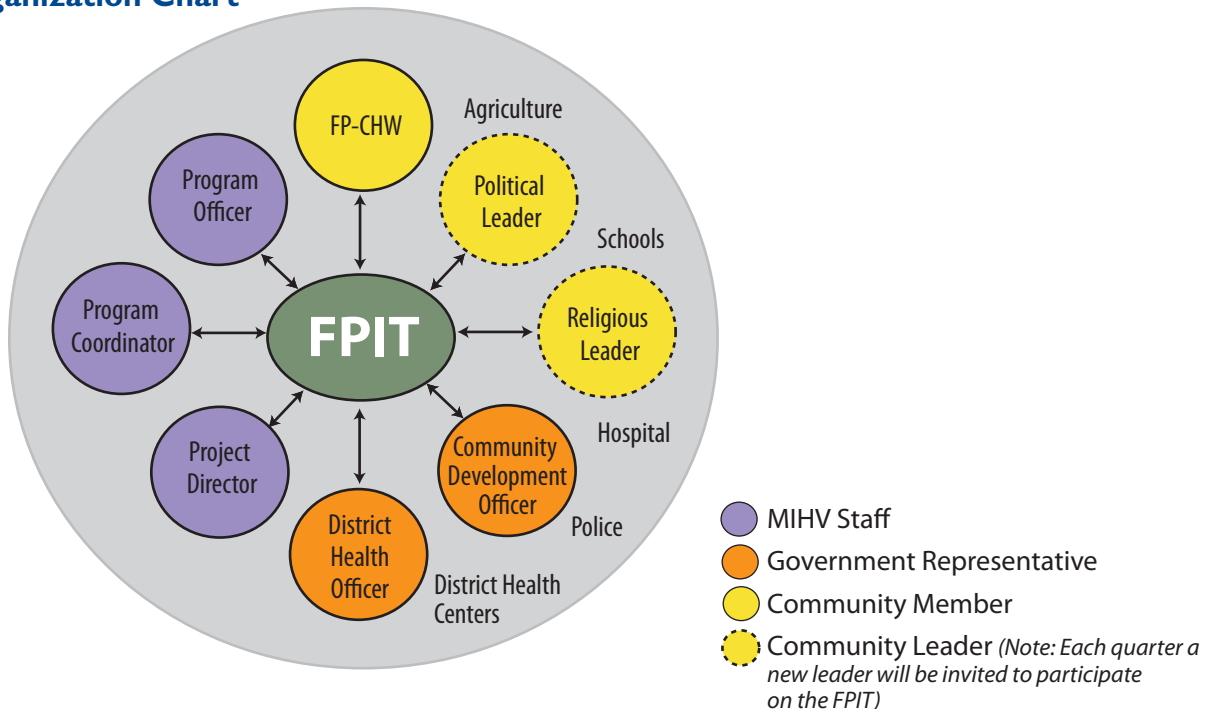 ganization Chart
FP-CHW
Agriculture
Program
Officer
Political
Leader
Schools
Program
Coordinator
FPIT
Religious
Leader
Hospital
Project
Director
Community
Development
Officer
Police
District
Health
Officer
District Health
Centers
MIHV Staff
Government Representative
Community Member
Community Leader (Note: Each quarter a
new leader will be invited to participate
on the FPIT)